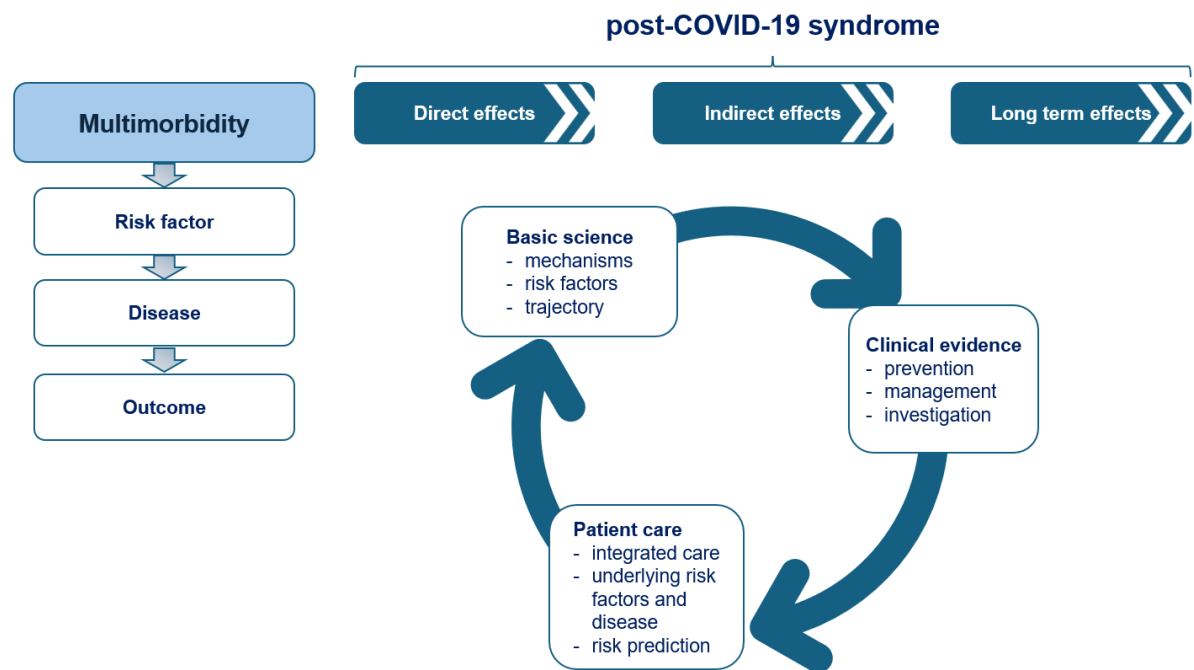 post-COVID-19 syndrome
Multimorbidity
Risk factor
Disease
Outcome
Direct effects
Indirect effects
Long term effects
Basic science
- mechanisms
- risk factors
- trajectory
Clinical evidence
- prevention
- management
- investigation
Patient care
- integrated care
- underlying risk
factors and
disease
- risk prediction